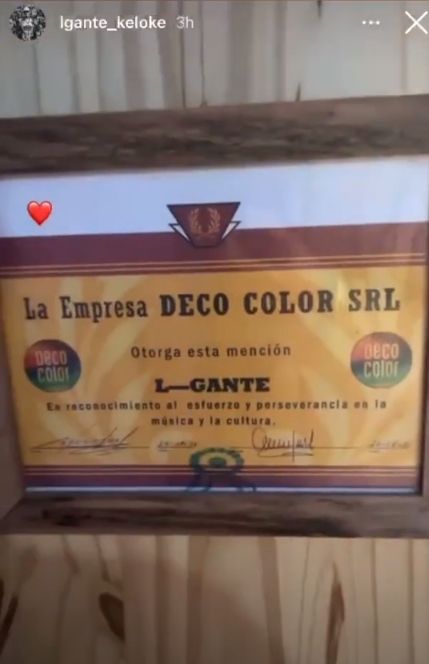 lgante_keloke 3h
La Empresa DECO COLOR SRL
Otorga esta mención
deco
color
deco
color
L—GANTE
En reconocimiento al esfuerzo y perseverancia en la
música y la cultura.